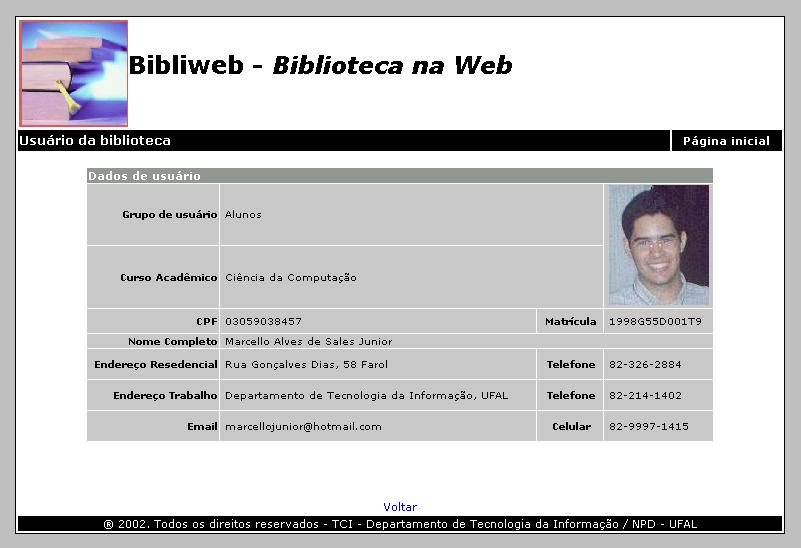 Bibliweb - Biblioteca na Web
Usuário da biblioteca Página inicial
Dados de usuário
Grupo de usuário Alunos
Curso Acadêmico Ciência da Computação
CPF 03059038457 Matrícula 1998G55D001T9
Nome Completo Marcello Alves de Sales Junior
Endereço Resedencial Rua Gonçalves Dias, 58 Farol Telefone 82-326-2884
Endereço Trabalho Departamento de Tecnologia da Informação, UFAL Telefone 82-214-1402
Email marcellojunior@hotmail.com Celular 82-9997-1415
Voltar
® 2002. Todos os direitos reservados - TCI - Departamento de Tecnologia da Informação / NPD - UFAL